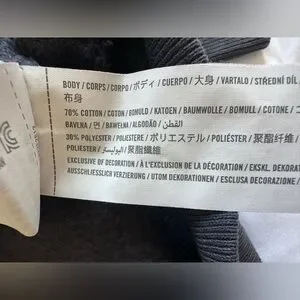 BODY / CORPS / CORPO / ボディ / CUERPO / 大身 / VARTALO / STŘEDNÍ DÍL /
布身
70% COTTON / COTON / BOMULD / KATOEN / BAUMWOLLE / BOMULL / COTONE / コ
BAVLNA / 면 / BAWEŁNA / ALGODÃO / القطن /
30% POLYESTER / POLIESTERE / ポリエステル / POLIÉSTER / 聚酯纤维 /
POLIESTER / البوليستر / 聚酯纖維
EXCLUSIVE OF DECORATION / À L'EXCLUSION DE LA DÉCORATION / EKSKL. DEKORAT
AUSSCHLIESSLICH VERZIERUNG / UTOM DEKORATIONEN / ESCLUSA DECORAZIONE /